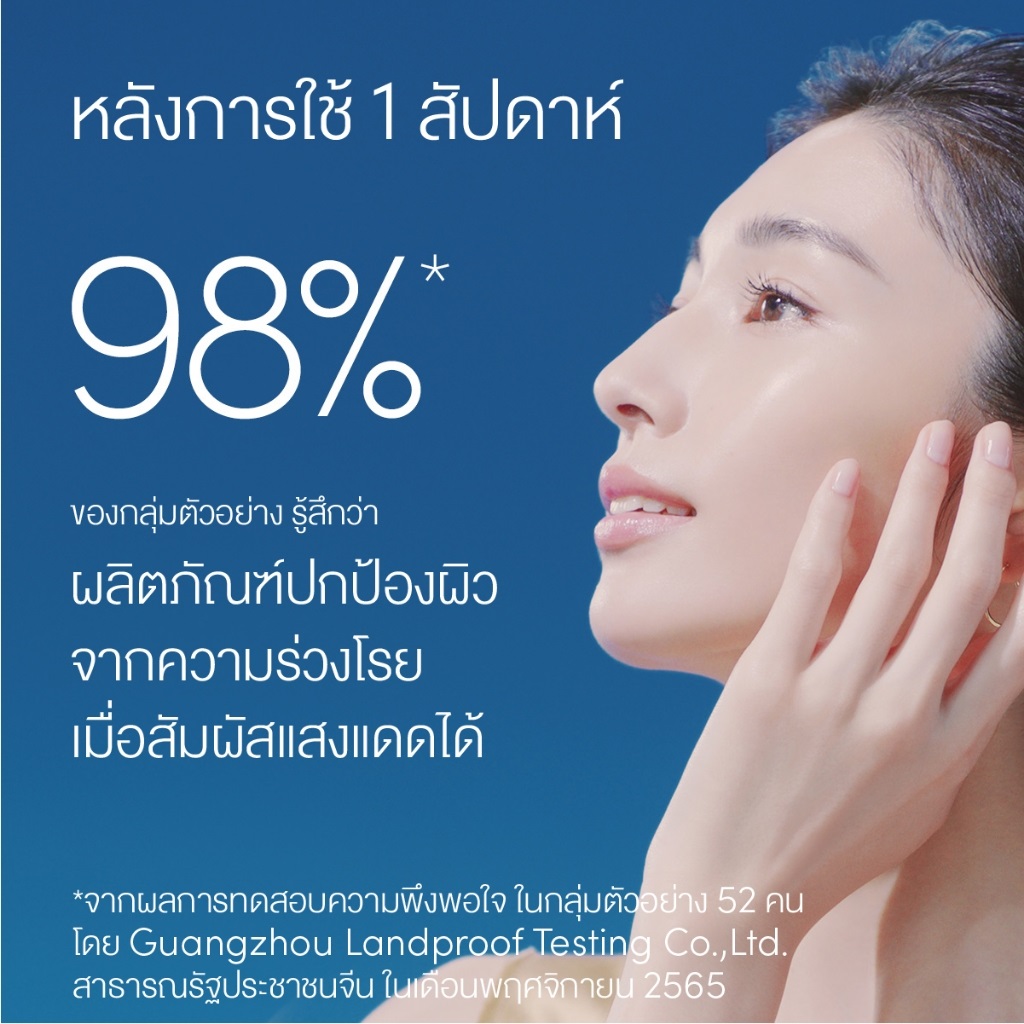 หลังการใช้ 1 สัปดาห์
98%*
ของกลุ่มตัวอย่าง รู้สึกว่า
ผลิตภัณฑ์ปกป้องผิว
จากความร่วงโรย
เมื่อสัมผัสแสงแดดได้
*จากผลการทดสอบความพึงพอใจ ในกลุ่มตัวอย่าง 52 คน
โดย Guangzhou Landproof Testing Co.,Ltd.
สาธารณรัฐประชาชนจีน ในเดือนพฤศจิกายน 2565